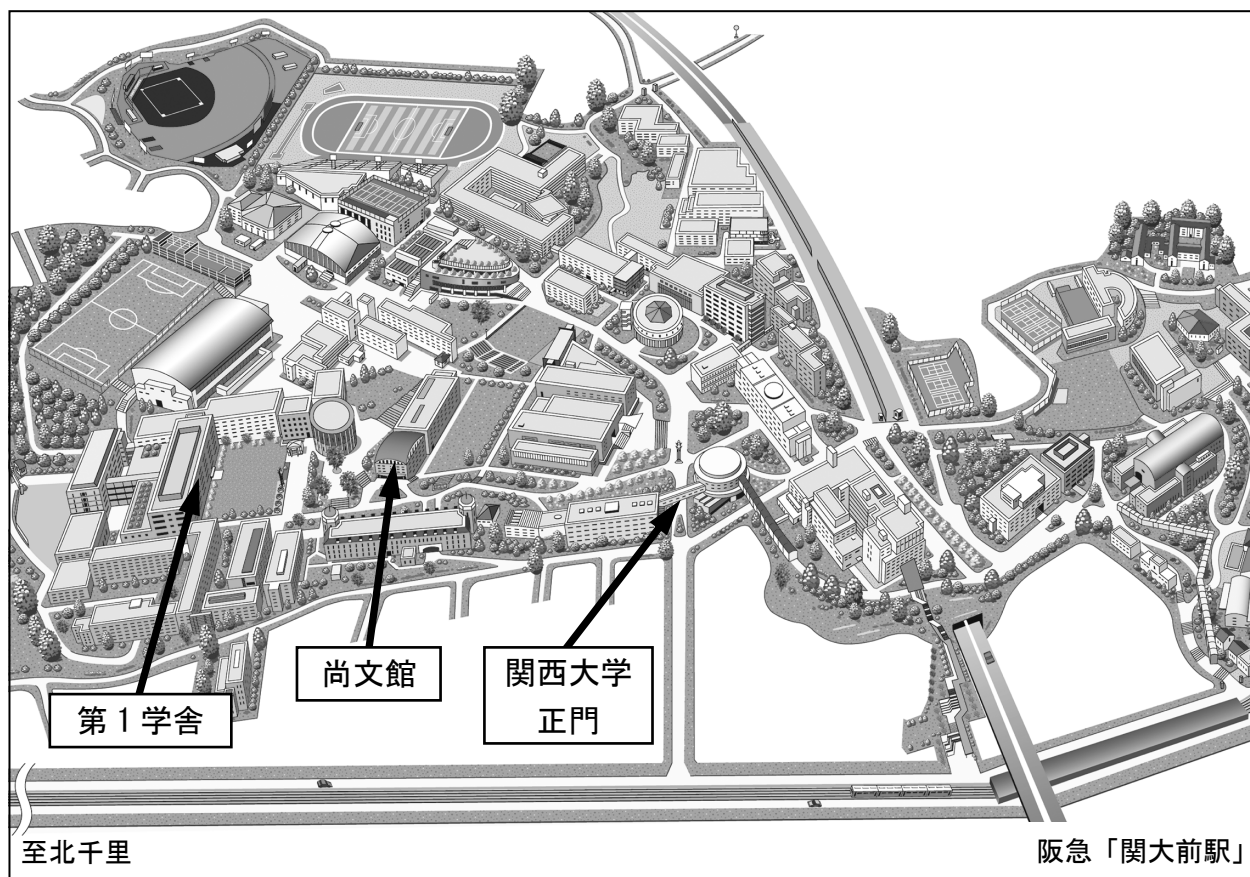 尚文館
関西大学
正門
第1学舎
至北千里
阪急「関大前駅」